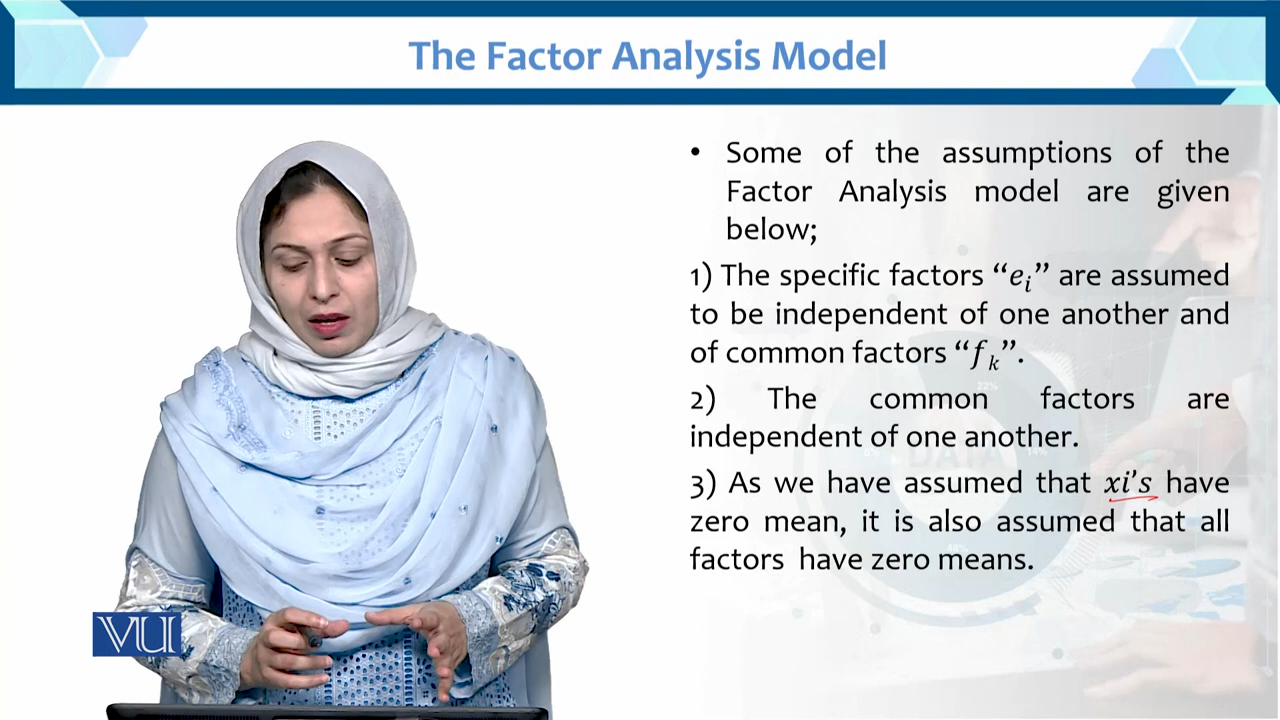 The Factor Analysis Model
• Some of the assumptions of the
Factor Analysis model are given
below;
1) The specific factors “eᵢ” are assumed
to be independent of one another and
of common factors “fₖ”.
2) The common factors are
independent of one another.
3) As we have assumed that xi’s have
zero mean, it is also assumed that all
factors have zero means.
VU
DATA
22%